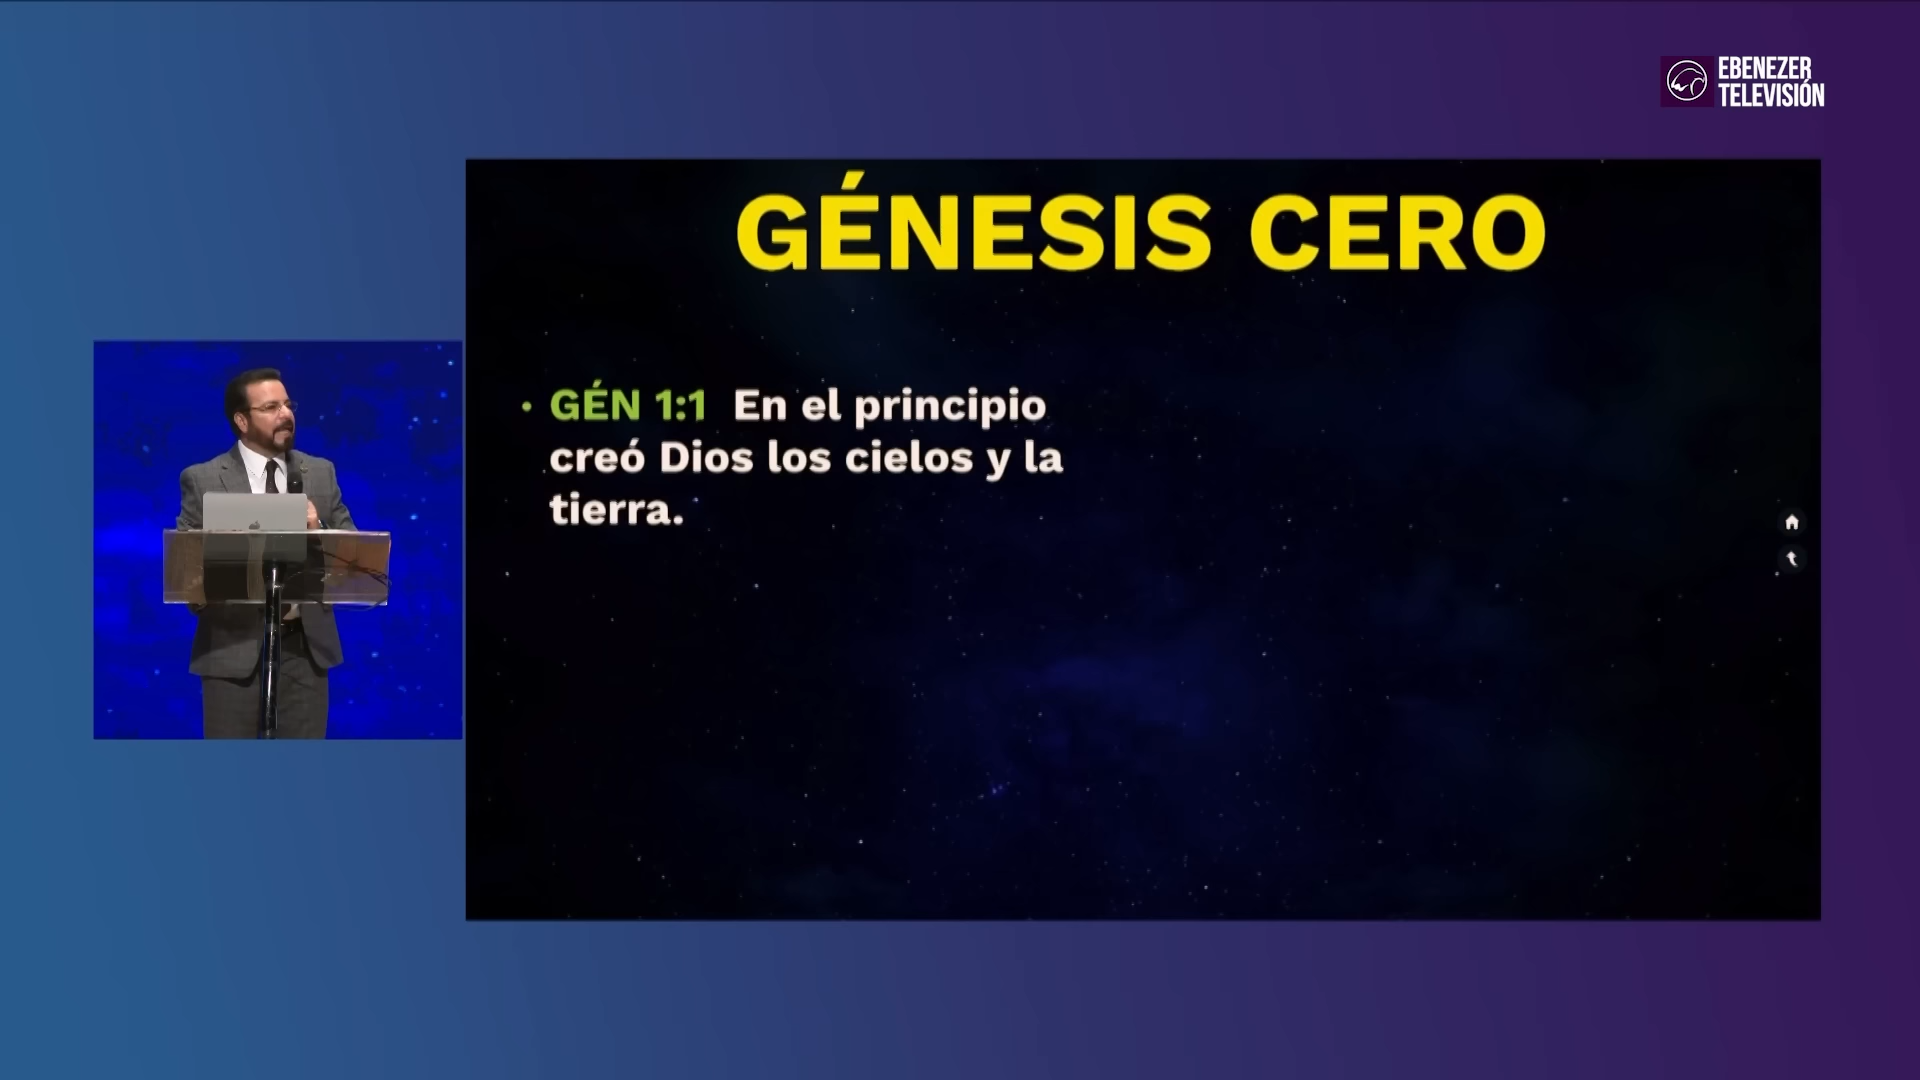 EBENEZER
TELEVISIÓN
GÉNESIS CERO
• GÉN 1:1 En el principio
creó Dios los cielos y la
tierra.